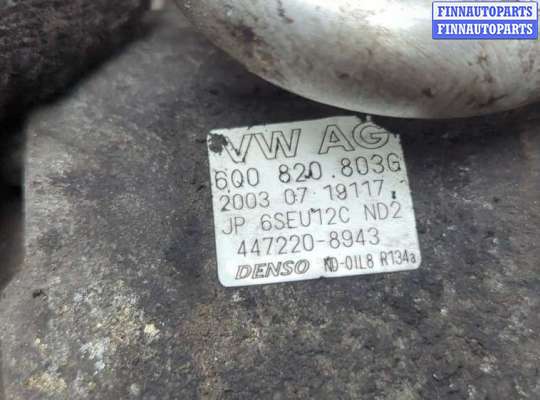 FINNAUTOPARTS
FINNAUTOPARTS
VW AG
6Q0 820.803G
2003 07 19117
JP 6SEU12C ND2
447220-8943
DENSO ND-OIL8 R134a